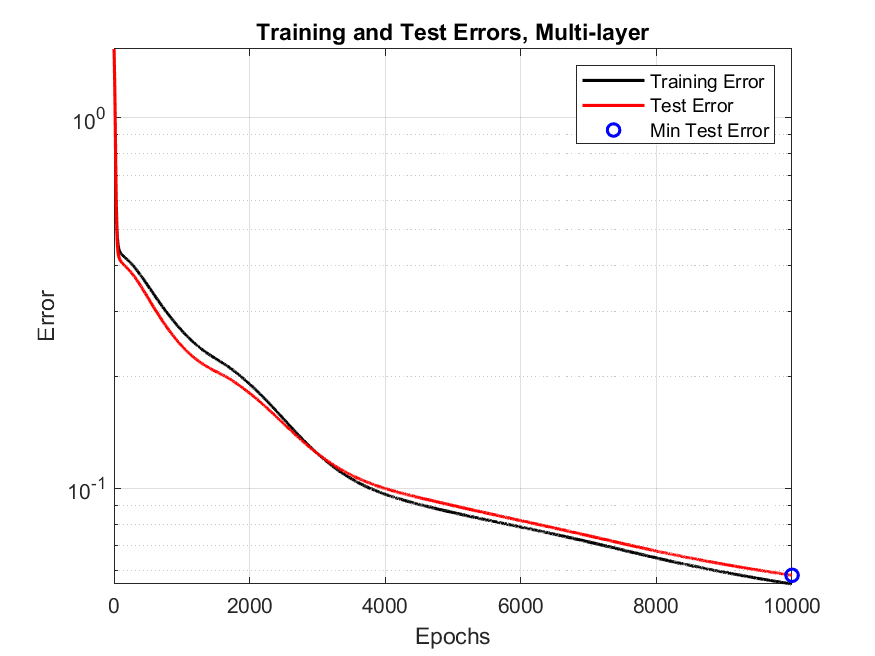 Training and Test Errors, Multi-layer
Training Error
Test Error
Min Test Error
10^0
10^-1
Error
0 2000 4000 6000 8000 10000
Epochs